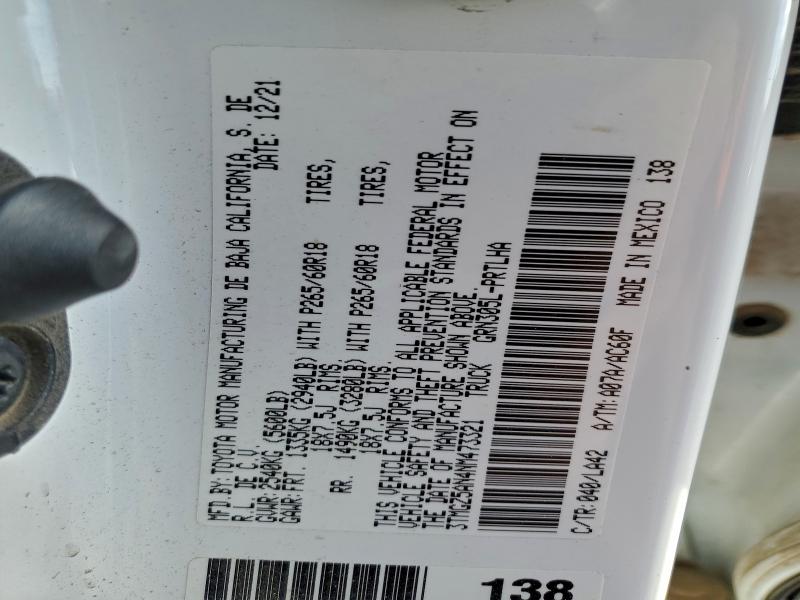 MFD BY: TOYOTA MOTOR MANUFACTURING DE BAJA CALIFORNIA, S. DE
R.L. DE C.V. DATE: 12/21
GVWR: 2540KG (5600LB)
GAWR: FRT. 1335KG (2940LB) WITH P265/60R18 TIRES,
18X7.5J RIMS,
RR. 1490KG (3280LB) WITH P265/60R18 TIRES,
18X7.5J RIMS.
THIS VEHICLE CONFORMS TO ALL APPLICABLE FEDERAL MOTOR
VEHICLE SAFETY AND THEFT PREVENTION STANDARDS IN EFFECT ON
THE DATE OF MANUFACTURE SHOWN ABOVE.
3TMGZ5AN4NM473321 TRUCK GRN305L-PRTLHA
C/TR: 040/LA42 A/TM: A07A/AC60F MADE IN MEXICO 138
138